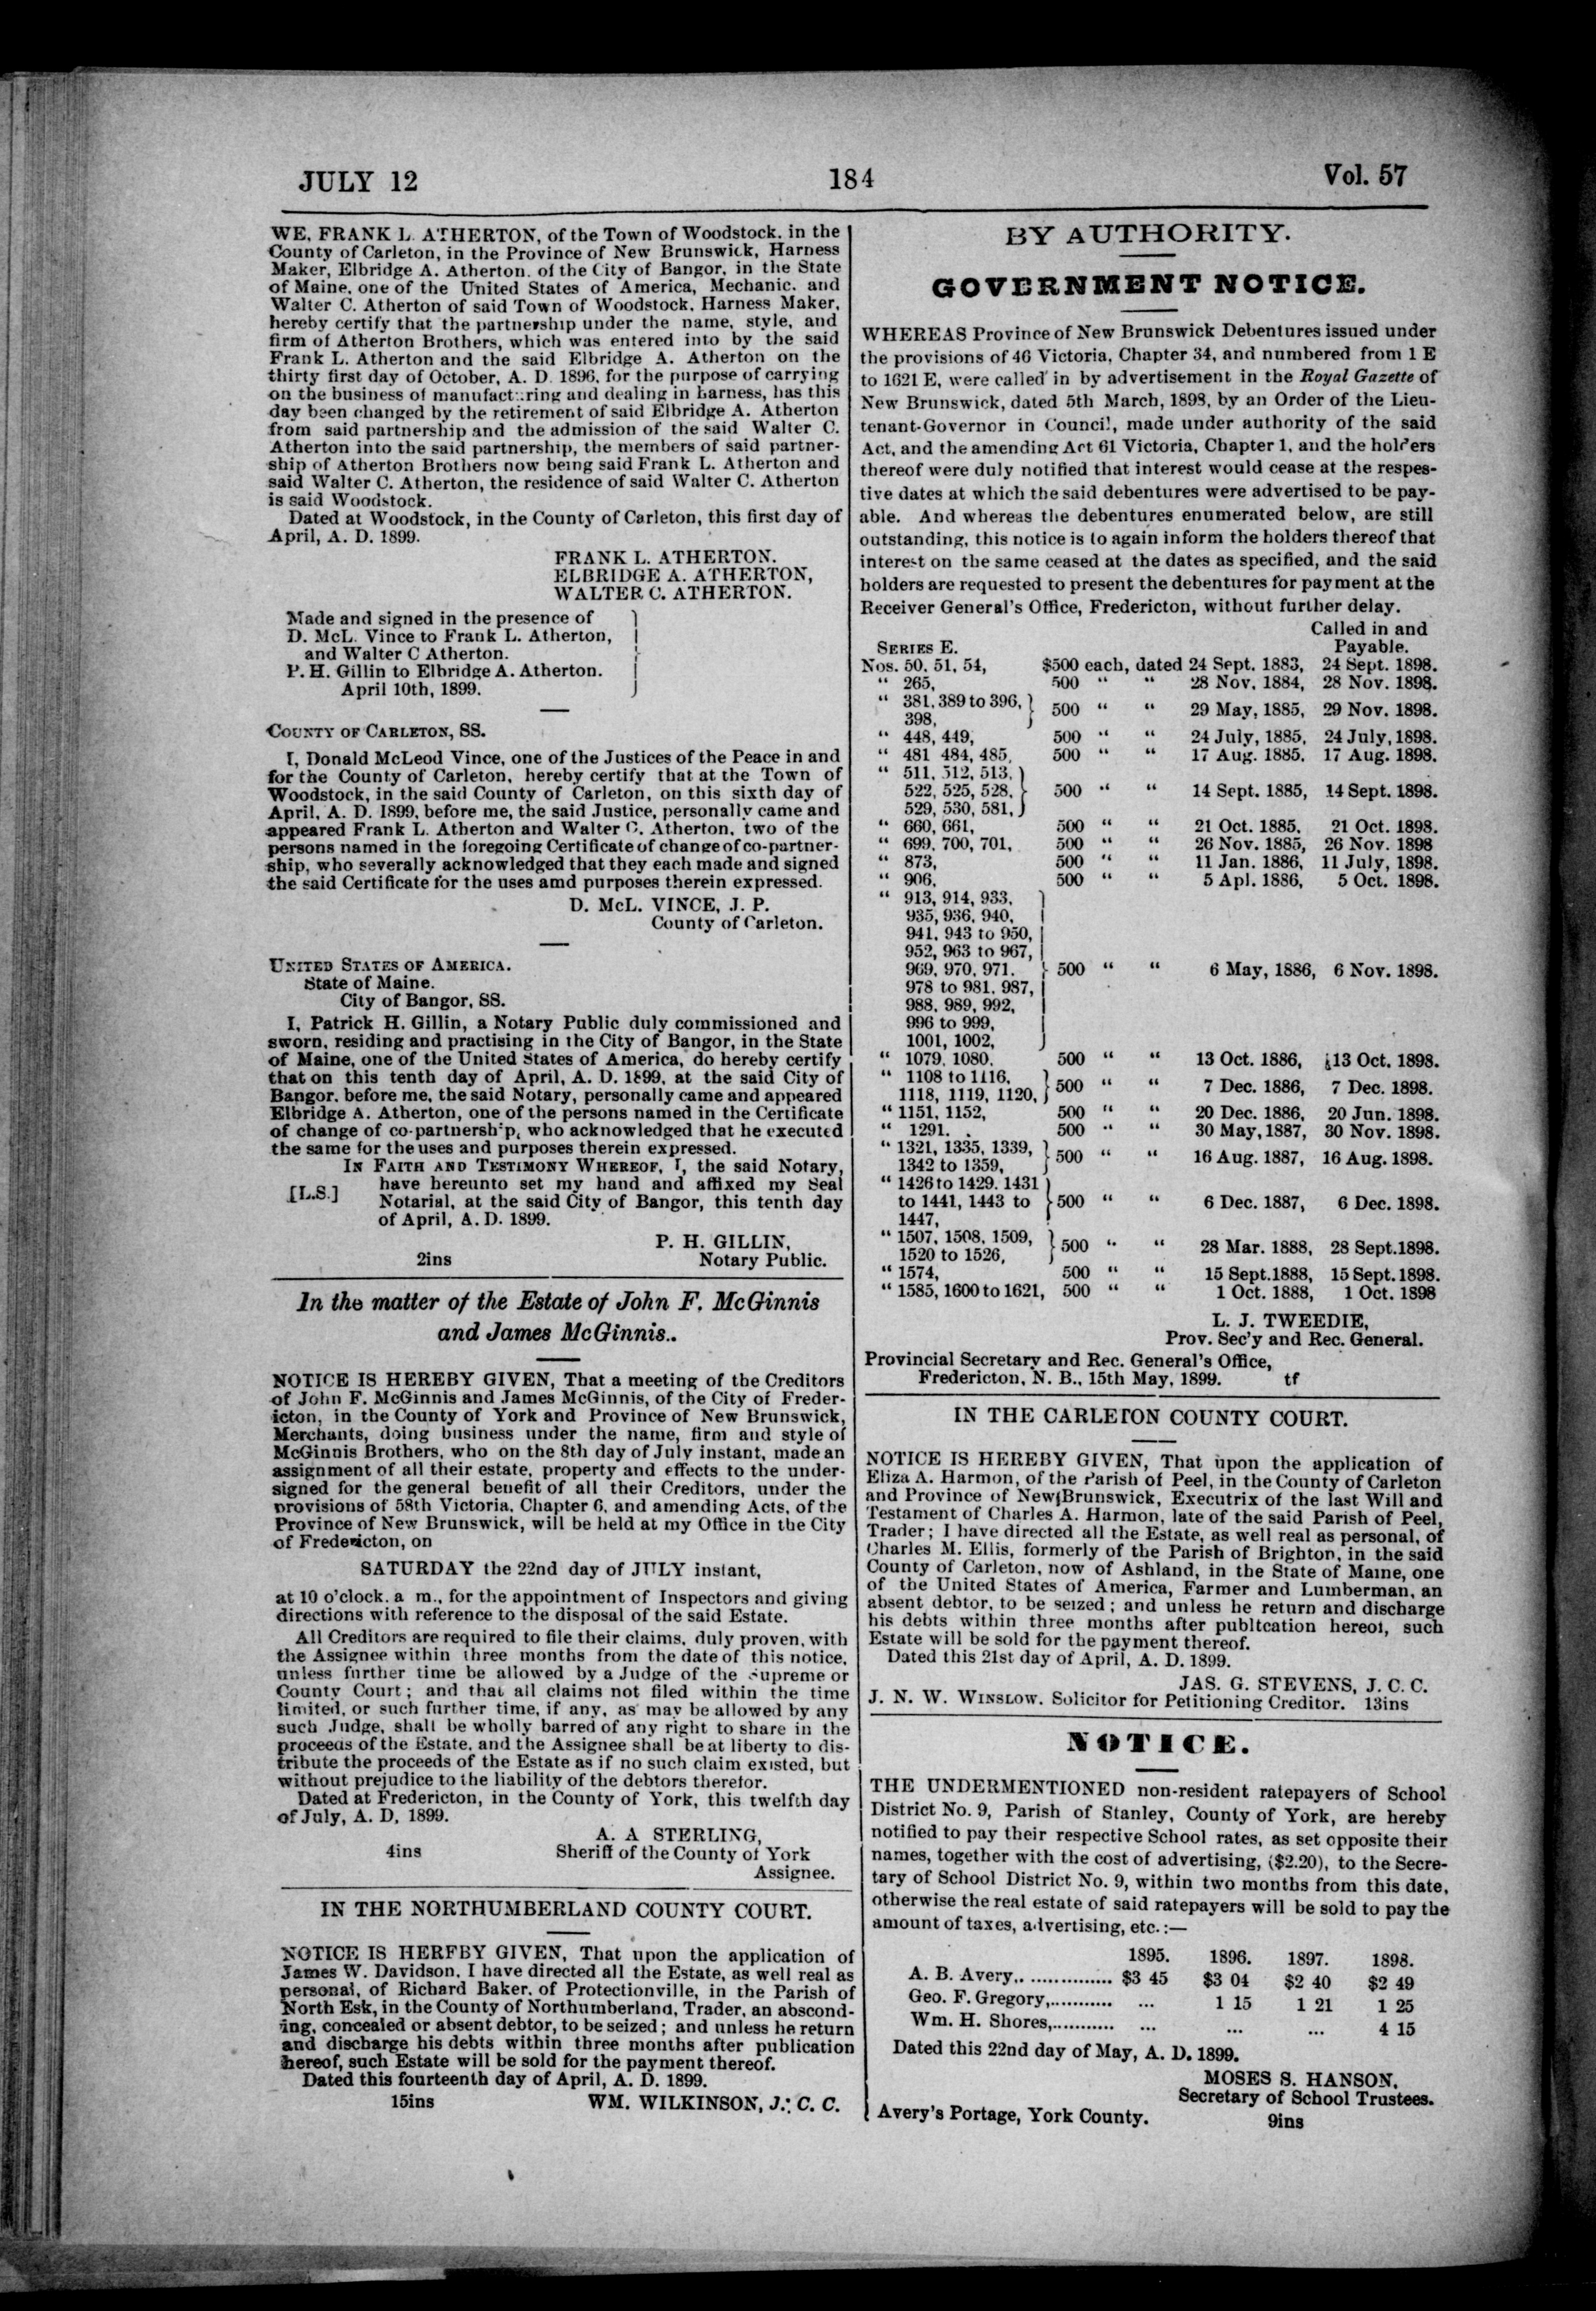 JULY 12
184
Vol. 57
WE, FRANK L. ATHERTON, of the Town of Woodstock. in the
County of Carleton, in the Province of New Brunswick, Harness
Maker, Elbridge A. Atherton. of the City of Bangor, in the State
of Maine, one of the United States of America, Mechanic. and
Walter C. Atherton of said Town of Woodstock, Harness Maker,
hereby certify that the partnership under the name, style, and
firm of Atherton Brothers, which was entered into by the said
Frank L. Atherton and the said Elbridge A. Atherton on the
thirty first day of October, A. D. 1896, for the purpose of carrying
on the business of manufacturing and dealing in harness, has this
day been changed by the retirement of said Elbridge A. Atherton
from said partnership and the admission of the said Walter C.
Atherton into the said partnership, the members of said partner-
ship of Atherton Brothers now being said Frank L. Atherton and
said Walter C. Atherton, the residence of said Walter C. Atherton
is said Woodstock.
Dated at Woodstock, in the County of Carleton, this first day of
April, A. D. 1899.
FRANK L. ATHERTON.
ELBRIDGE A. ATHERTON,
WALTER C. ATHERTON.
Made and signed in the presence of
D. McL. Vince to Frank L. Atherton,
and Walter C Atherton.
P. H. Gillin to Elbridge A. Atherton.
April 10th, 1899.
COUNTY OF CARLETON, SS.
I, Donald McLeod Vince, one of the Justices of the Peace in and
for the County of Carleton, hereby certify that at the Town of
Woodstock, in the said County of Carleton, on this sixth day of
April, A. D. 1899, before me, the said Justice, personally came and
appeared Frank L. Atherton and Walter C. Atherton, two of the
persons named in the foregoing Certificate of change of co-partner-
ship, who severally acknowledged that they each made and signed
the said Certificate for the uses amd purposes therein expressed.
D. McL. VINCE, J. P.
County of Carleton.
UNITED STATES OF AMERICA.
State of Maine.
City of Bangor, SS.
I, Patrick H. Gillin, a Notary Public duly commissioned and
sworn, residing and practising in the City of Bangor, in the State
of Maine, one of the United States of America, do hereby certify
that on this tenth day of April, A. D. 1899, at the said City of
Bangor. before me, the said Notary, personally came and appeared
Elbridge A. Atherton, one of the persons named in the Certificate
of change of co-partnership, who acknowledged that he executed
the same for the uses and purposes therein expressed.
IN FAITH AND TESTIMONY WHEREOF, I, the said Notary,
have hereunto set my hand and affixed my Seal
[L.S.]
Notarial, at the said City of Bangor, this tenth day
of April, A. D. 1899.
P. H. GILLIN,
2ins Notary Public.
In the matter of the Estate of John F. McGinnis
and James McGinnis..
NOTICE IS HEREBY GIVEN, That a meeting of the Creditors
of John F. McGinnis and James McGinnis, of the City of Freder-
icton, in the County of York and Province of New Brunswick,
Merchants, doing business under the name, firm and style of
McGinnis Brothers, who on the 8th day of July instant, made an
assignment of all their estate, property and effects to the under-
signed for the general benefit of all their Creditors, under the
provisions of 58th Victoria, Chapter 6, and amending Acts, of the
Province of New Brunswick, will be held at my Office in the City
of Fredericton, on
SATURDAY the 22nd day of JULY instant,
at 10 o'clock. a m., for the appointment of Inspectors and giving
directions with reference to the disposal of the said Estate.
All Creditors are required to file their claims, duly proven, with
the Assignee within three months from the date of this notice,
unless further time be allowed by a Judge of the Supreme or
County Court; and that all claims not filed within the time
limited, or such further time, if any, as may be allowed by any
such Judge, shall be wholly barred of any right to share in the
proceeds of the Estate, and the Assignee shall be at liberty to dis-
tribute the proceeds of the Estate as if no such claim existed, but
without prejudice to the liability of the debtors therefor.
Dated at Fredericton, in the County of York, this twelfth day
of July, A. D, 1899.
A. A STERLING,
4ins Sheriff of the County of York
Assignee.
IN THE NORTHUMBERLAND COUNTY COURT.
NOTICE IS HEREBY GIVEN, That upon the application of
James W. Davidson, I have directed all the Estate, as well real as
personal, of Richard Baker, of Protectionville, in the Parish of
North Esk, in the County of Northumberland, Trader, an abscond-
ing, concealed or absent debtor, to be seized; and unless he return
and discharge his debts within three months after publication
hereof, such Estate will be sold for the payment thereof.
Dated this fourteenth day of April, A. D. 1899.
15ins WM. WILKINSON, J. C. C.
BY AUTHORITY.
GOVERNMENT NOTICE.
WHEREAS Province of New Brunswick Debentures issued under
the provisions of 46 Victoria, Chapter 34, and numbered from 1 E
to 1621 E, were called in by advertisement in the Royal Gazette of
New Brunswick, dated 5th March, 1898, by an Order of the Lieu-
tenant-Governor in Council, made under authority of the said
Act, and the amending Act 61 Victoria, Chapter 1, and the holders
thereof were duly notified that interest would cease at the respes-
tive dates at which the said debentures were advertised to be pay-
able. And whereas the debentures enumerated below, are still
outstanding, this notice is to again inform the holders thereof that
interest on the same ceased at the dates as specified, and the said
holders are requested to present the debentures for payment at the
Receiver General's Office, Fredericton, without further delay.
Called in and
SERIES E. Payable.
Nos. 50, 51, 54, $500 each, dated 24 Sept. 1883, 24 Sept. 1898.
" 265, 500 " " 28 Nov. 1884, 28 Nov. 1898.
" 381, 389 to 396,
398, 500 " " 29 May, 1885, 29 Nov. 1898.
" 448, 449, 500 " " 24 July, 1885, 24 July, 1898.
" 481 484, 485, 500 " " 17 Aug. 1885, 17 Aug. 1898.
" 511, 512, 513,
522, 525, 528, 500 " " 14 Sept. 1885, 14 Sept. 1898.
529, 530, 581,
" 660, 661, 500 " " 21 Oct. 1885, 21 Oct. 1898.
" 699, 700, 701, 500 " " 26 Nov. 1885, 26 Nov. 1898
" 873, 500 " " 11 Jan. 1886, 11 July, 1898.
" 906, 500 " " 5 Apl. 1886, 5 Oct. 1898.
" 913, 914, 933,
935, 936, 940,
941, 943 to 950,
952, 963 to 967,
969, 970, 971. 500 " " 6 May, 1886, 6 Nov. 1898.
978 to 981, 987,
988, 989, 992,
996 to 999,
1001, 1002,
" 1079, 1080, 500 " " 13 Oct. 1886, 13 Oct. 1898.
" 1108 to 1116,
1118, 1119, 1120, 500 " " 7 Dec. 1886, 7 Dec. 1898.
" 1151, 1152, 500 " " 20 Dec. 1886, 20 Jun. 1898.
" 1291. 500 " " 30 May, 1887, 30 Nov. 1898.
" 1321, 1335, 1339,
1342 to 1359, 500 " " 16 Aug. 1887, 16 Aug. 1898.
" 1426 to 1429. 1431
to 1441, 1443 to 500 " " 6 Dec. 1887, 6 Dec. 1898.
1447,
" 1507, 1508, 1509,
1520 to 1526, 500 " " 28 Mar. 1888, 28 Sept.1898.
" 1574, 500 " " 15 Sept.1888, 15 Sept. 1898.
" 1585, 1600 to 1621, 500 " " 1 Oct. 1888, 1 Oct. 1898
L. J. TWEEDIE,
Prov. Sec'y and Rec. General.
Provincial Secretary and Rec. General's Office,
Fredericton, N. B., 15th May, 1899. tf
IN THE CARLETON COUNTY COURT.
NOTICE IS HEREBY GIVEN, That upon the application of
Eliza A. Harmon, of the Parish of Peel, in the County of Carleton
and Province of New Brunswick, Executrix of the last Will and
Testament of Charles A. Harmon, late of the said Parish of Peel,
Trader; I have directed all the Estate, as well real as personal, of
Charles M. Ellis, formerly of the Parish of Brighton, in the said
County of Carleton, now of Ashland, in the State of Maine, one
of the United States of America, Farmer and Lumberman, an
absent debtor, to be seized; and unless he return and discharge
his debts within three months after publtcation hereof, such
Estate will be sold for the payment thereof.
Dated this 21st day of April, A. D. 1899.
JAS. G. STEVENS, J. C. C.
J. N. W. WINSLOW. Solicitor for Petitioning Creditor. 13ins
NOTICE.
THE UNDERMENTIONED non-resident ratepayers of School
District No. 9, Parish of Stanley, County of York, are hereby
notified to pay their respective School rates, as set opposite their
names, together with the cost of advertising, ($2.20), to the Secre-
tary of School District No. 9, within two months from this date,
otherwise the real estate of said ratepayers will be sold to pay the
amount of taxes, advertising, etc.:—
1895. 1896. 1897. 1898.
A. B. Avery,. .............. $3 45 $3 04 $2 40 $2 49
Geo. F. Gregory,........... ... 1 15 1 21 1 25
Wm. H. Shores,........... ... ... ... 4 15
Dated this 22nd day of May, A. D. 1899.
MOSES S. HANSON,
Secretary of School Trustees.
Avery's Portage, York County. 9ins